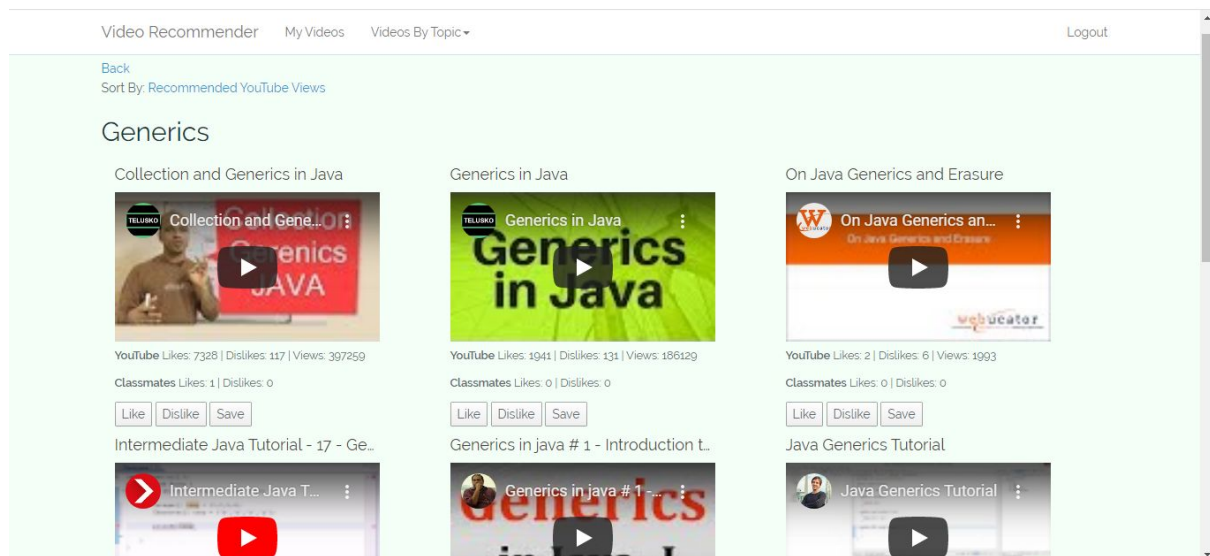 Video Recommender My Videos Videos By Topic Logout
Back
Sort By: Recommended YouTube Views
Generics
Collection and Generics in Java
Generics in Java
On Java Generics and Erasure
TELUSKO Collection and Gene...
Collection
Gerenics
JAVA
TELUSKO Generics in Java
Generics
in Java
W On Java Generics an...
On Java Generics and Erasure
webucator
YouTube Likes: 7328 | Dislikes: 117 | Views: 397259
YouTube Likes: 1941 | Dislikes: 131 | Views: 186129
YouTube Likes: 2 | Dislikes: 6 | Views: 1993
Classmates Likes: 1 | Dislikes: 0
Classmates Likes: 0 | Dislikes: 0
Classmates Likes: 0 | Dislikes: 0
Like Dislike Save
Like Dislike Save
Like Dislike Save
Intermediate Java Tutorial - 17 - Ge...
Generics in java # 1 - Introduction t...
Java Generics Tutorial
Intermediate Java T...
Generics in java # 1 -...
Generics
in Java
Java Generics Tutorial